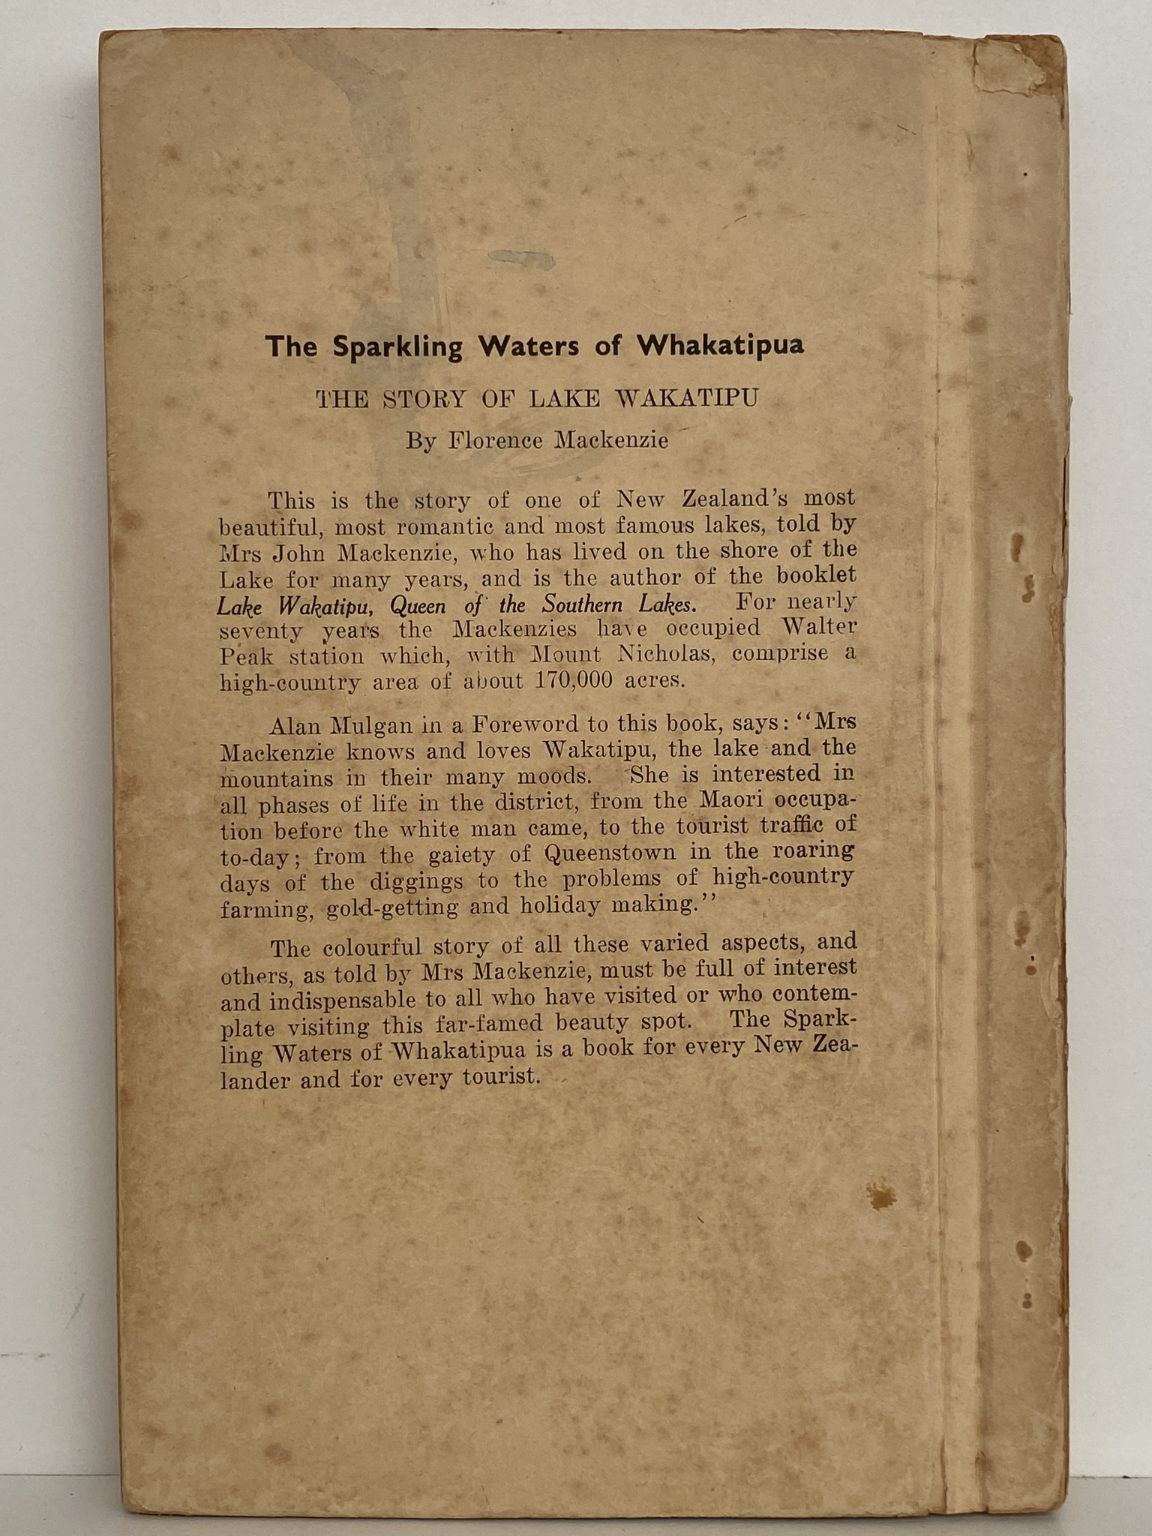 The Sparkling Waters of Whakatipua
THE STORY OF LAKE WAKATIPU
By Florence Mackenzie
This is the story of one of New Zealand's most
beautiful, most romantic and most famous lakes, told by
Mrs John Mackenzie, who has lived on the shore of the
Lake for many years, and is the author of the booklet
Lake Wakatipu, Queen of the Southern Lakes. For nearly
seventy years the Mackenzies have occupied Walter
Peak station which, with Mount Nicholas, comprise a
high-country area of about 170,000 acres.
Alan Mulgan in a Foreword to this book, says: "Mrs
Mackenzie knows and loves Wakatipu, the lake and the
mountains in their many moods. She is interested in
all phases of life in the district, from the Maori occupa-
tion before the white man came, to the tourist traffic of
to-day; from the gaiety of Queenstown in the roaring
days of the diggings to the problems of high-country
farming, gold-getting and holiday making."
The colourful story of all these varied aspects, and
others, as told by Mrs Mackenzie, must be full of interest
and indispensable to all who have visited or who contem-
plate visiting this far-famed beauty spot. The Spark-
ling Waters of Whakatipua is a book for every New Zea-
lander and for every tourist.